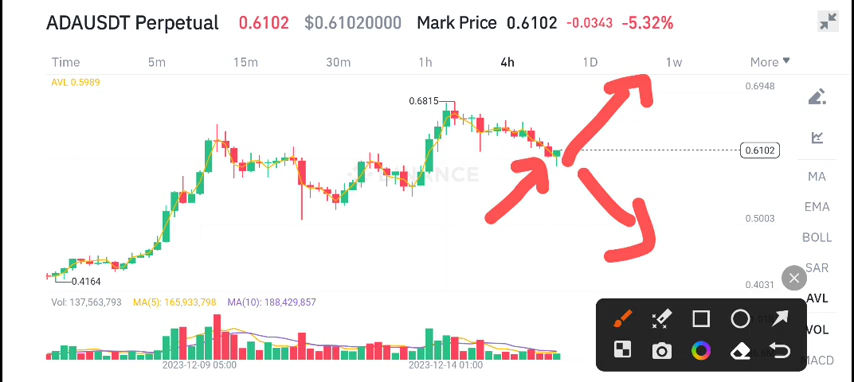 ADAUSDT Perpetual 0.6102 $0.61020000 Mark Price 0.6102 -0.0343 -5.32%
Time 5m 15m 30m 1h 4h 1D 1w More
AVL 0.5989
0.6948
0.6815
0.6102
BINANCE
MA
EMA
0.5003
BOLL
SAR
0.4164
0.4031
AVL
Vol: 137,563,793 MA(5): 165,933,798 MA(10): 188,429,857
VOL
MACD
2023-12-09 05:00 2023-12-14 01:00